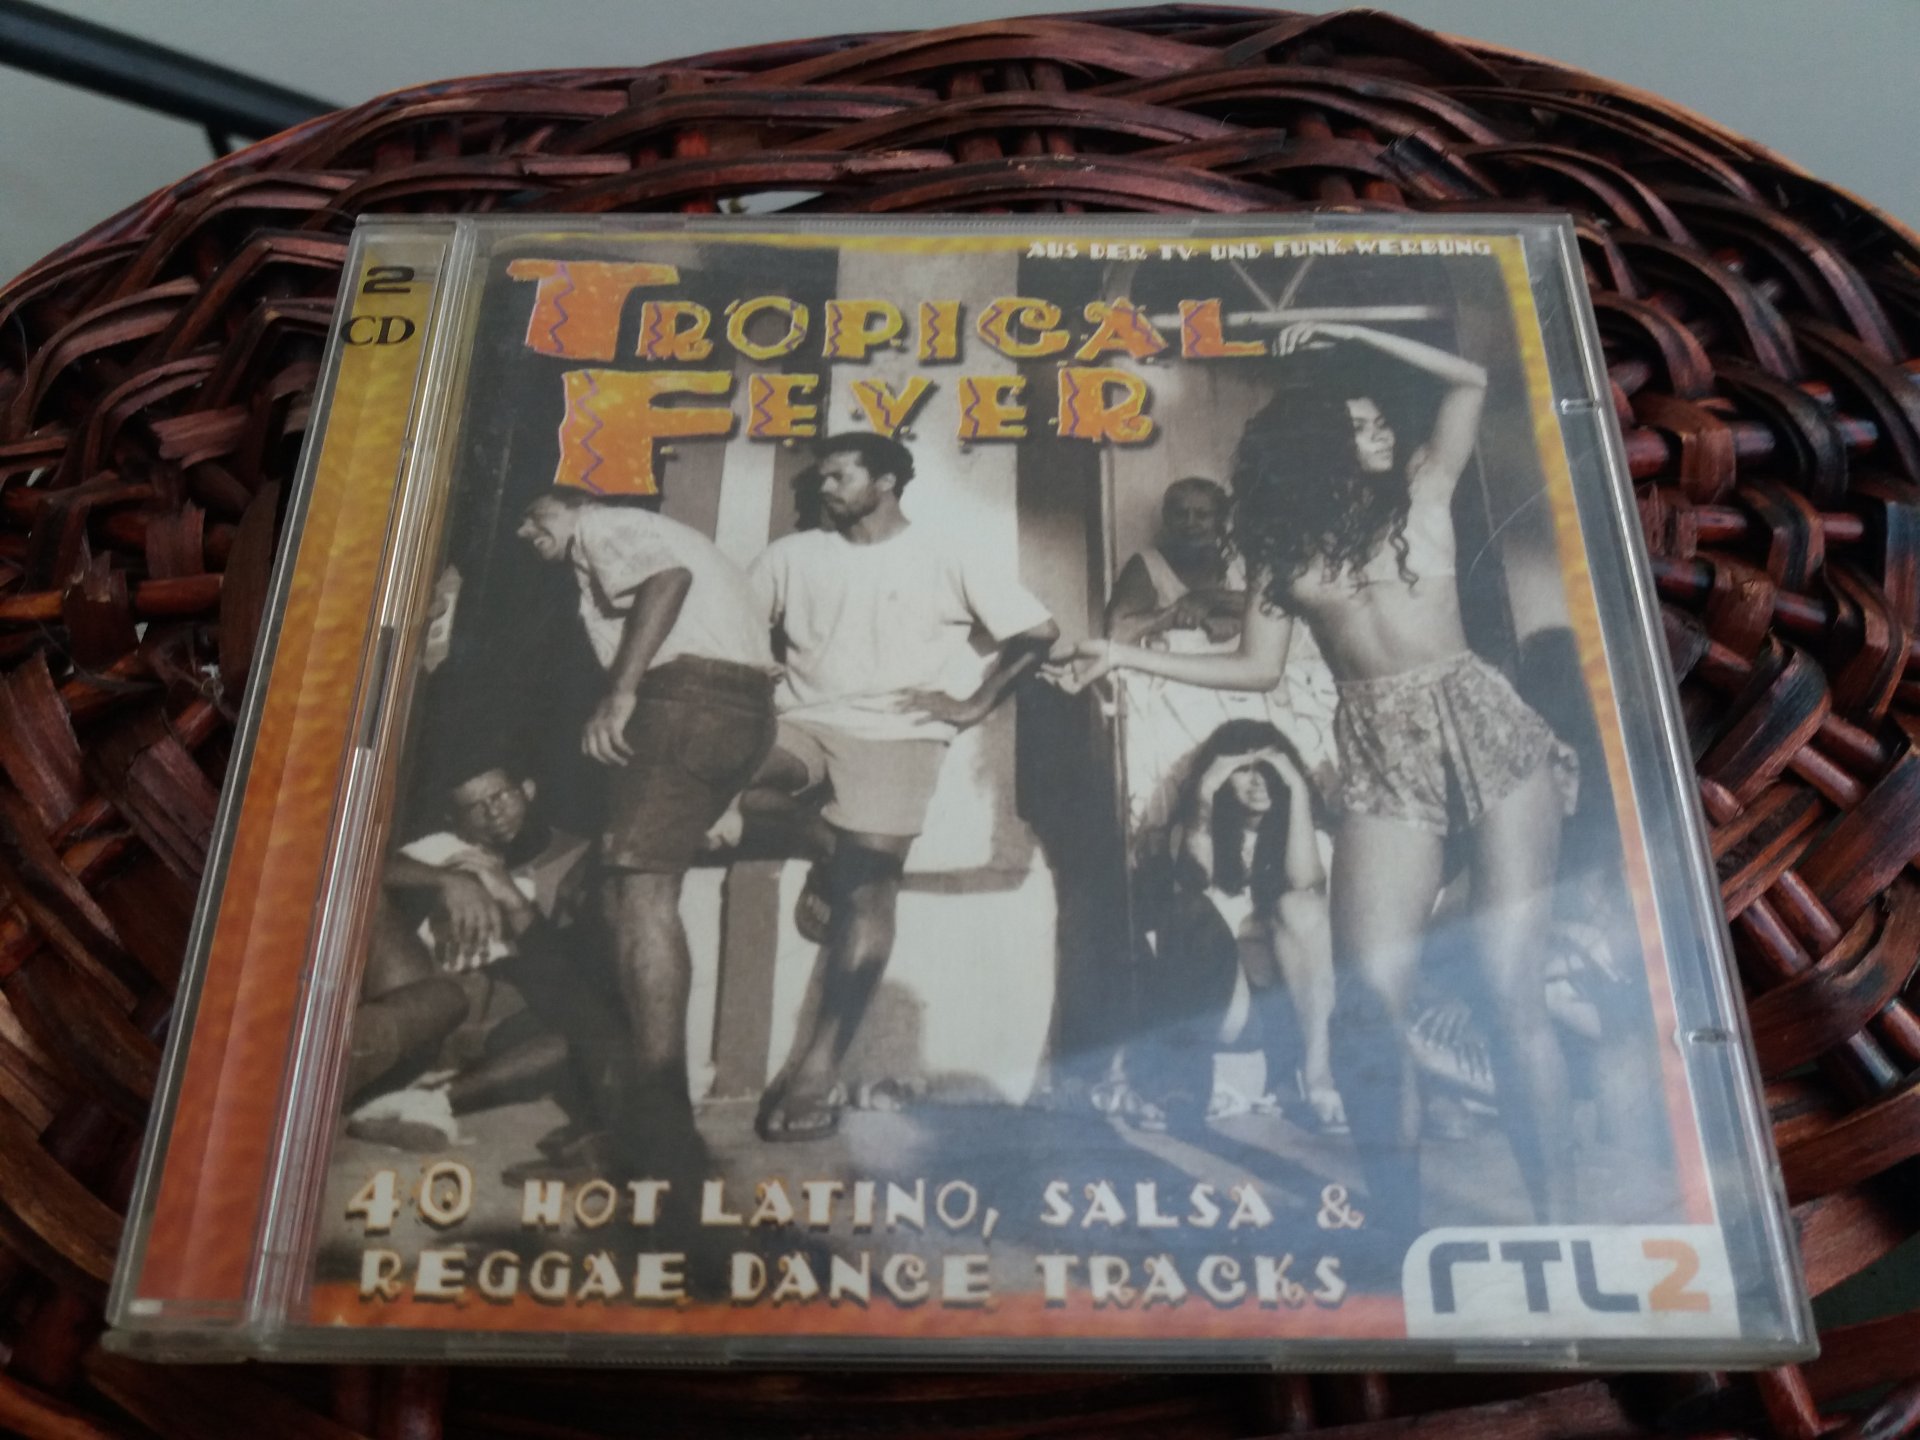 2
CD
AUS DER TV- UND FUNK-WERBUNG
TROPICAL
FEVER
40 HOT LATINO, SALSA &
REGGAE DANCE TRACKS
RTL2